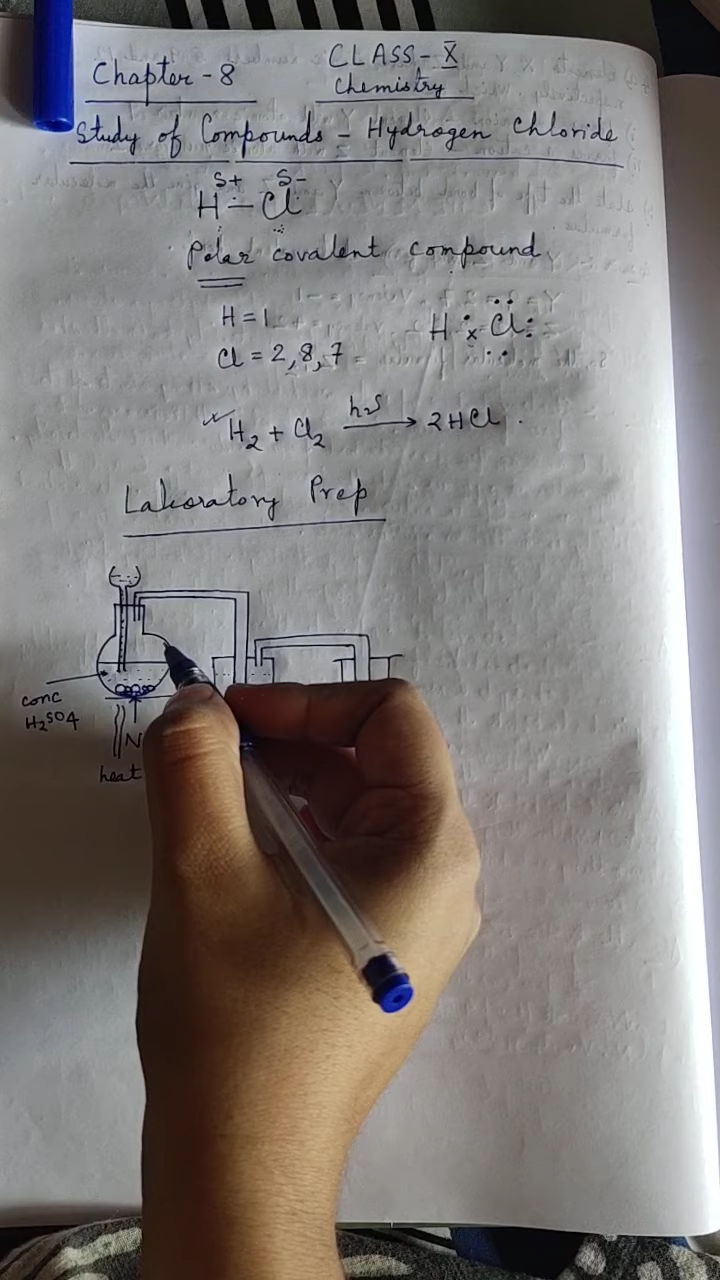 Chapter - 8
CLASS - X
Chemistry
Study of Compounds - Hydrogen Chloride
S+ S-
H - Cl
Polar covalent compound
H = 1
Cl = 2, 8, 7
H Cl
H2 + Cl2 → 2HCl.
Laboratory Prep
conc
H2SO4
N
heat